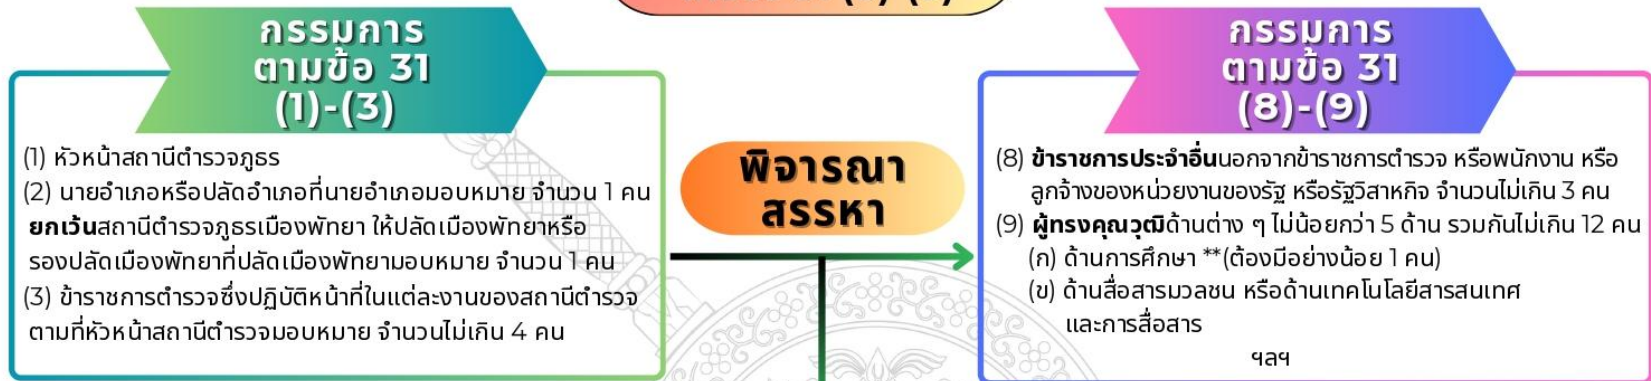 กรรมการ
ตามข้อ 31
(1)-(3)
(1) หัวหน้าสถานีตำรวจภูธร
(2) นายอำเภอหรือปลัดอำเภอที่นายอำเภอมอบหมาย จำนวน 1 คน
ยกเว้นสถานีตำรวจภูธรเมืองพัทยา ให้ปลัดเมืองพัทยาหรือ
รองปลัดเมืองพัทยาที่ปลัดเมืองพัทยามอบหมาย จำนวน 1 คน
(3) ข้าราชการตำรวจซึ่งปฏิบัติหน้าที่ในแต่ละงานของสถานีตำรวจ
ตามที่หัวหน้าสถานีตำรวจมอบหมาย จำนวนไม่เกิน 4 คน
พิจารณา
สรรหา
กรรมการ
ตามข้อ 31
(8)-(9)
(8) ข้าราชการประจำอื่นนอกจากข้าราชการตำรวจ หรือพนักงาน หรือ
ลูกจ้างของหน่วยงานของรัฐ หรือรัฐวิสาหกิจ จำนวนไม่เกิน 3 คน
(9) ผู้ทรงคุณวุฒิด้านต่าง ๆ ไม่น้อยกว่า 5 ด้าน รวมกันไม่เกิน 12 คน
(ก) ด้านการศึกษา **(ต้องมีอย่างน้อย 1 คน)
(ข) ด้านสื่อสารมวลชน หรือด้านเทคโนโลยีสารสนเทศ
และการสื่อสาร
ฯลฯ